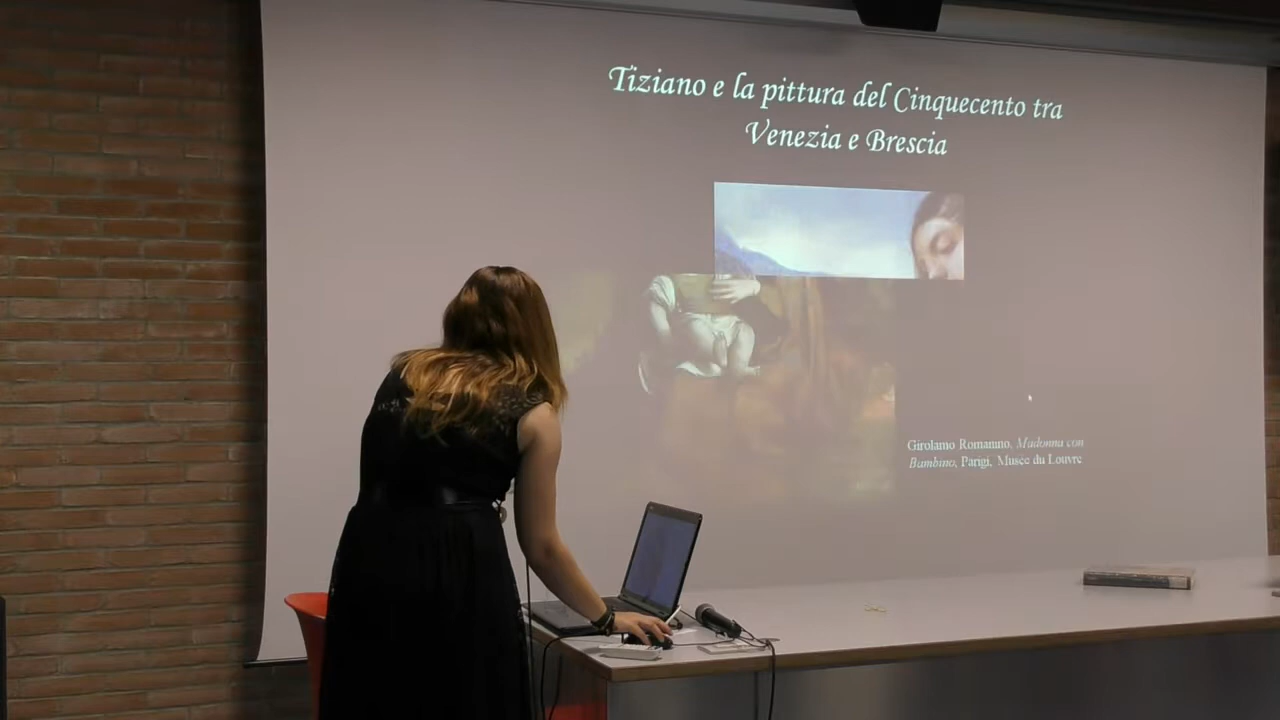 Tiziano e la pittura del Cinquecento tra
Venezia e Brescia
Girolamo Romanino, Madonna con
Bambino, Parigi, Musée du Louvre